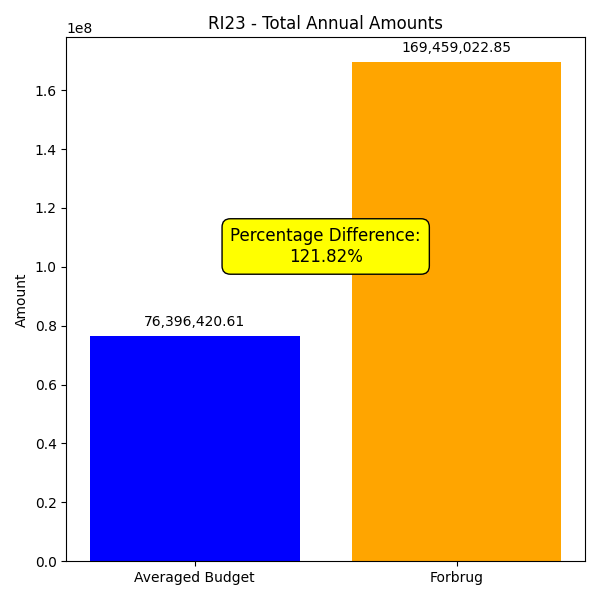 RI23 - Total Annual Amounts
1e8
169,459,022.85
1.6
1.4
1.2
Percentage Difference:
121.82%
1.0
Amount
76,396,420.61
0.8
0.6
0.4
0.2
0.0
Averaged Budget
Forbrug